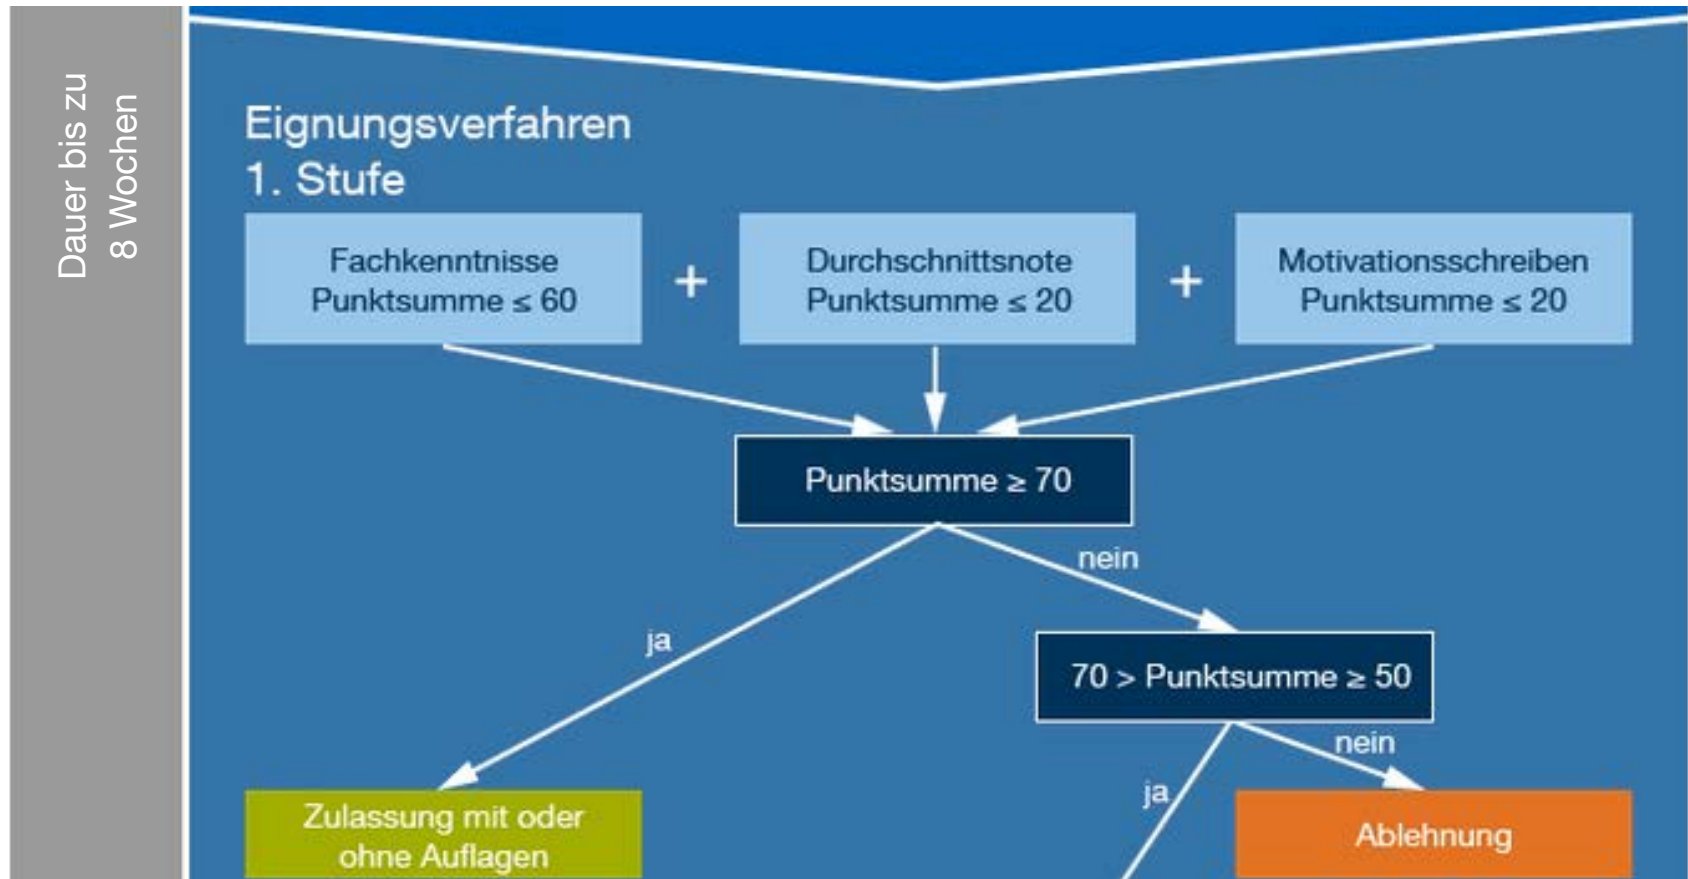 Dauer bis zu
8 Wochen
Eignungsverfahren
1. Stufe
Fachkenntnisse
Punktsumme ≤ 60
+
Durchschnittsnote
Punktsumme ≤ 20
+
Motivationsschreiben
Punktsumme ≤ 20
Punktsumme ≥ 70
nein
ja
70 > Punktsumme ≥ 50
nein
ja
Zulassung mit oder
ohne Auflagen
Ablehnung